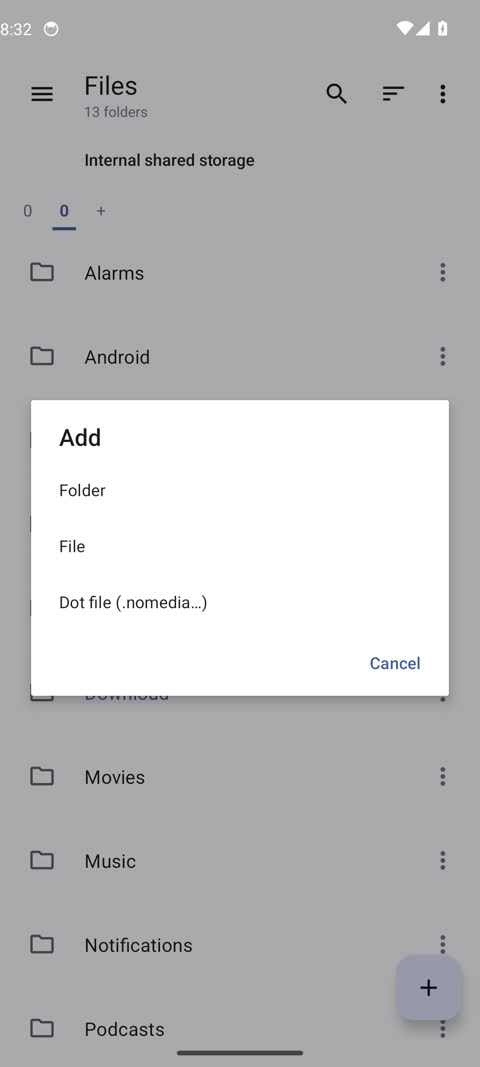 8:32
Files
13 folders
Internal shared storage
0 0 +
Alarms
Android
Add
Folder
File
Dot file (.nomedia…)
Cancel
Download
Movies
Music
Notifications
+
Podcasts